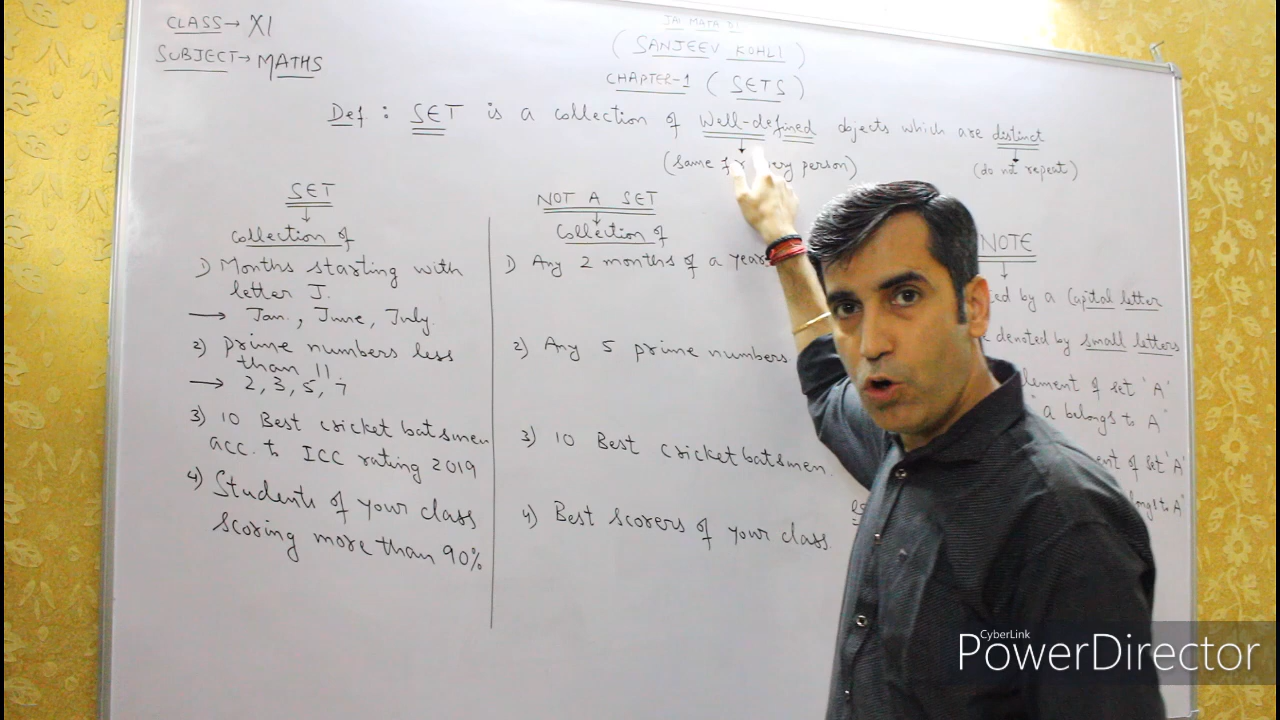 CLASS → XI
SUBJECT → MATHS
JAI MATA DI
(SANJEEV KOHLI)
CHAPTER-1 (SETS)
Def : SET is a collection of Well-defined objects which are distinct
(Same person)
(do not repeat)
SET
collection of
1) Months starting with
letter J.
→ Jan., June, July.
2) prime numbers less
than 11
→ 2, 3, 5, 7
3) 10 Best cricket batsmen
acc. to ICC rating 2019
4) Students of your class
scoring more than 90%
NOT A SET
Collection of
1) Any 2 months of a year
2) Any 5 prime numbers
3) 10 Best cricket batsmen.
4) Best scorers of your class.
NOTE
by a Capital letter
denoted by small letters
of set 'A'
"a belongs to A"
of set 'A'
to A"
CyberLink
PowerDirector